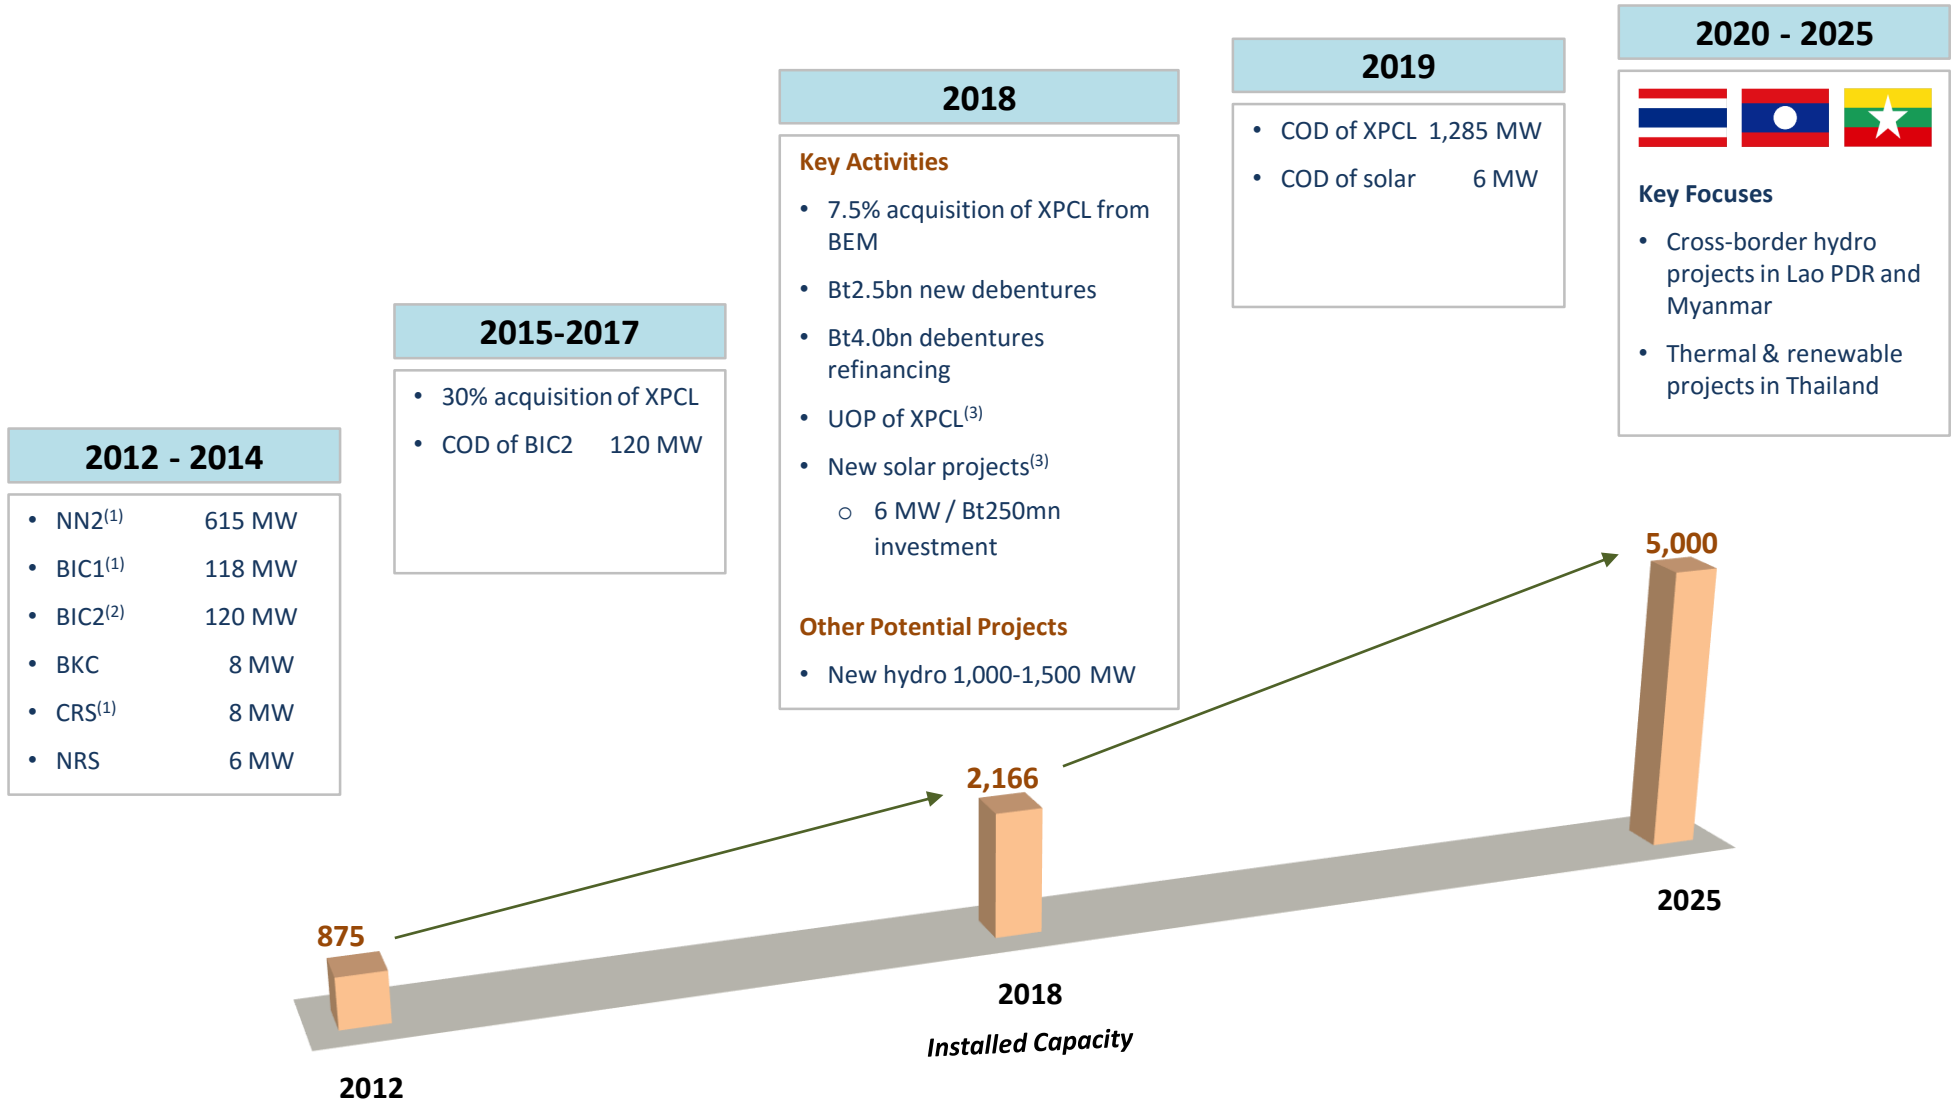 2012 - 2014
• NN2(1) 615 MW
• BIC1(1) 118 MW
• BIC2(2) 120 MW
• BKC 8 MW
• CRS(1) 8 MW
• NRS 6 MW
2015-2017
• 30% acquisition of XPCL
• COD of BIC2 120 MW
2018
Key Activities
• 7.5% acquisition of XPCL from
BEM
• Bt2.5bn new debentures
• Bt4.0bn debentures
refinancing
• UOP of XPCL(3)
• New solar projects(3)
o 6 MW / Bt250mn
investment
Other Potential Projects
• New hydro 1,000-1,500 MW
2019
• COD of XPCL 1,285 MW
• COD of solar 6 MW
2020 - 2025
Key Focuses
• Cross-border hydro
projects in Lao PDR and
Myanmar
• Thermal & renewable
projects in Thailand
875
2,166
5,000
2012
2018
2025
Installed Capacity